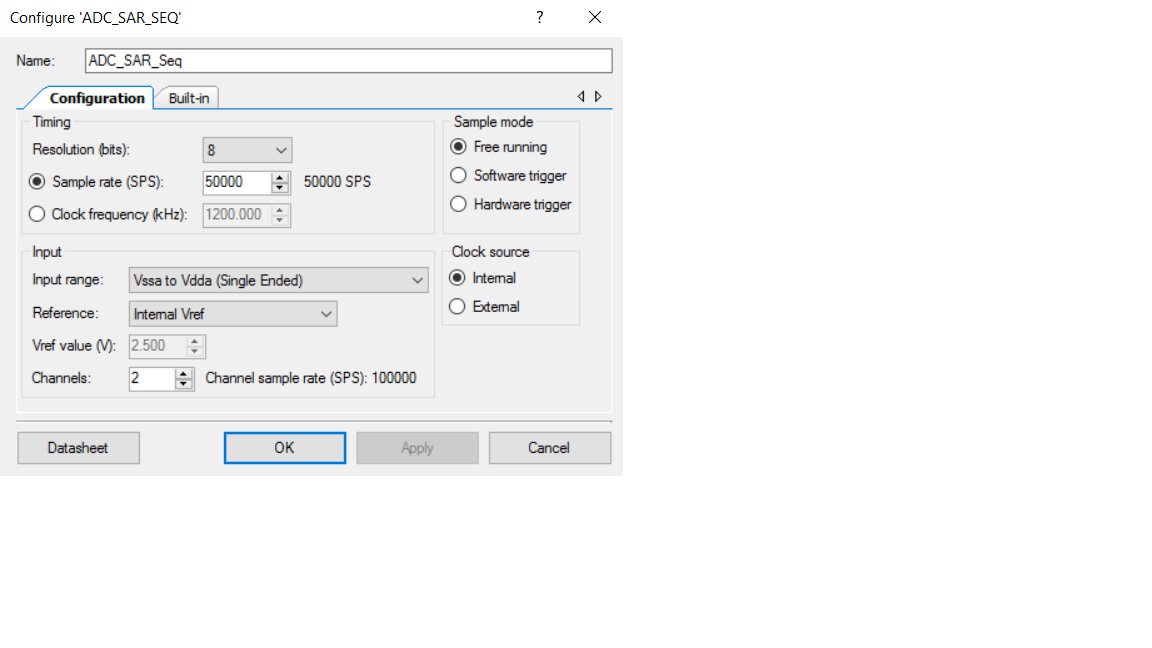 Configure 'ADC_SAR_SEQ' ?
Name: ADC_SAR_Seq
Configuration Built-in
Timing
Resolution (bits): 8
Sample rate (SPS): 50000 50000 SPS
Clock frequency (kHz): 1200.000
Sample mode
Free running
Software trigger
Hardware trigger
Input
Input range: Vssa to Vdda (Single Ended)
Reference: Internal Vref
Vref value (V): 2.500
Channels: 2 Channel sample rate (SPS): 100000
Clock source
Internal
External
Datasheet OK Apply Cancel